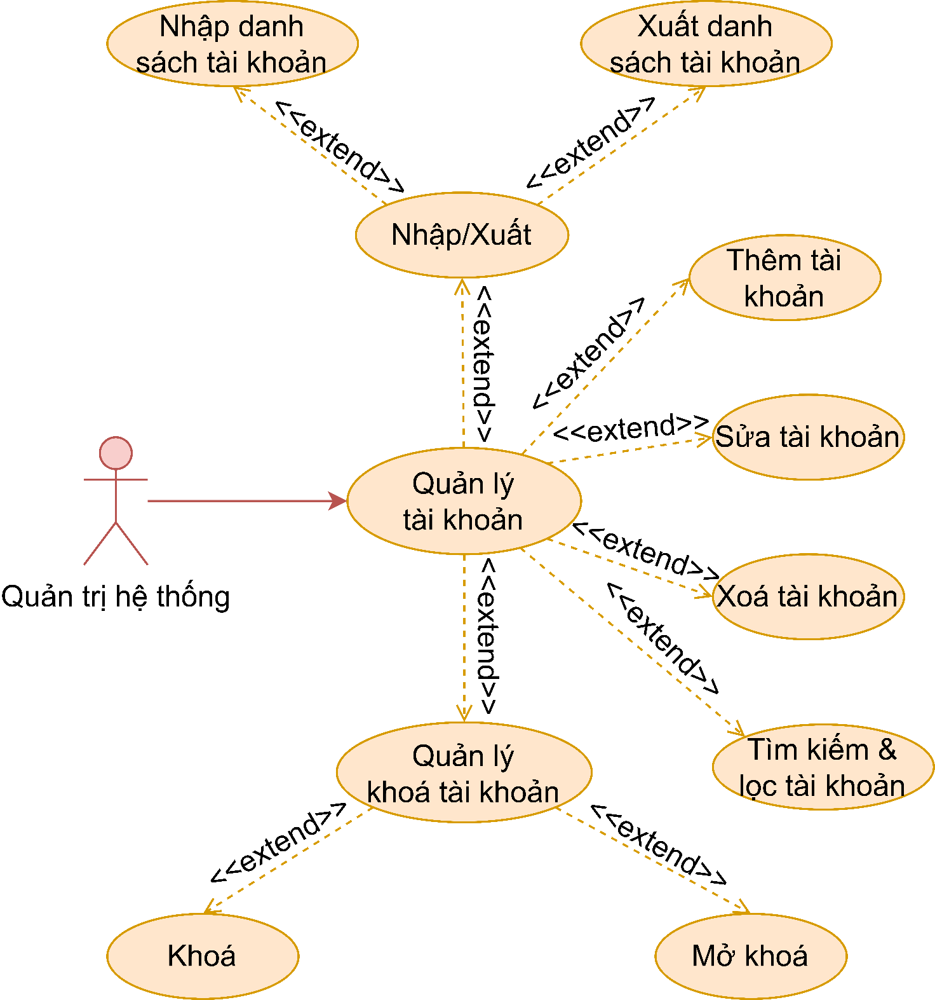 Nhập danh
sách tài khoản
Xuất danh
sách tài khoản
<<extend>>
<<extend>>
Nhập/Xuất
Thêm tài
khoản
<<extend>>
<<extend>>
<<extend>>
Sửa tài khoản
Quản lý
tài khoản
Quản trị hệ thống
<<extend>>
<<extend>>
Xoá tài khoản
<<extend>>
Tìm kiếm &
lọc tài khoản
Quản lý
khoá tài khoản
<<extend>>
<<extend>>
Khoá
Mở khoá